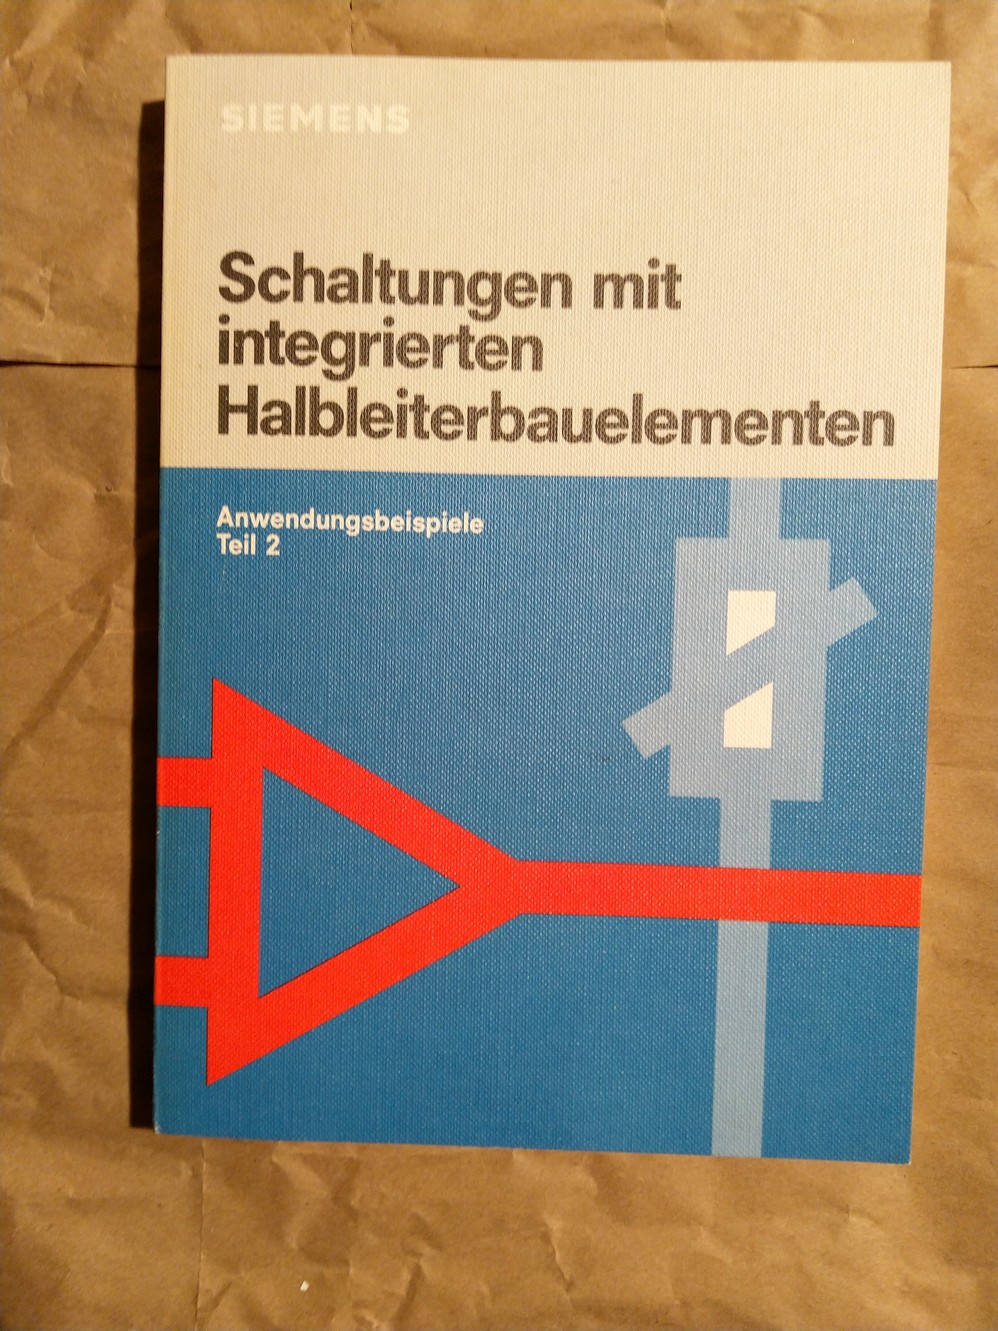 SIEMENS
Schaltungen mit
integrierten
Halbleiterbauelementen
Anwendungsbeispiele
Teil 2